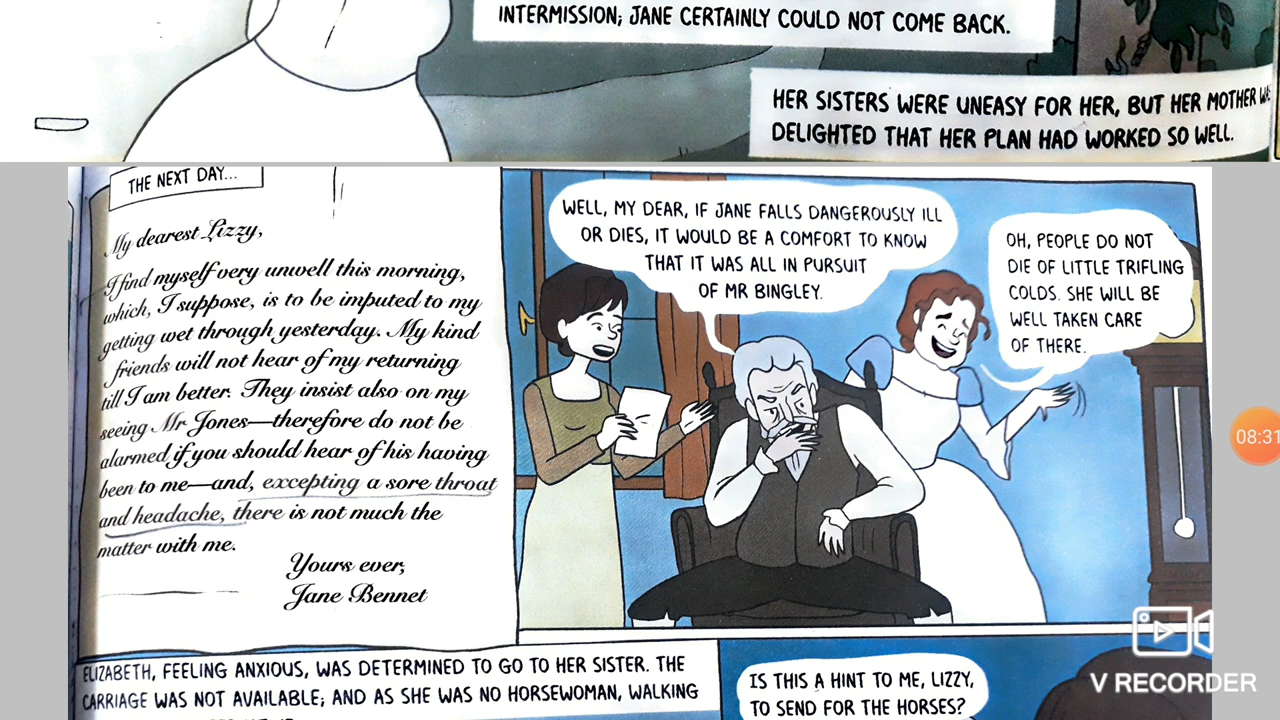 INTERMISSION; JANE CERTAINLY COULD NOT COME BACK.
HER SISTERS WERE UNEASY FOR HER, BUT HER MOTHER
DELIGHTED THAT HER PLAN HAD WORKED SO WELL.
THE NEXT DAY...
My dearest Lizzy,
I find myself very unwell this morning,
which, I suppose, is to be imputed to my
getting wet through yesterday. My kind
friends will not hear of my returning
till I am better. They insist also on my
seeing Mr Jones—therefore do not be
alarmed if you should hear of his having
been to me—and, excepting a sore throat
and headache, there is not much the
matter with me.
Yours ever,
Jane Bennet
WELL, MY DEAR, IF JANE FALLS DANGEROUSLY ILL
OR DIES, IT WOULD BE A COMFORT TO KNOW
THAT IT WAS ALL IN PURSUIT
OF MR BINGLEY.
OH, PEOPLE DO NOT
DIE OF LITTLE TRIFLING
COLDS. SHE WILL BE
WELL TAKEN CARE
OF THERE.
ELIZABETH, FEELING ANXIOUS, WAS DETERMINED TO GO TO HER SISTER. THE
CARRIAGE WAS NOT AVAILABLE; AND AS SHE WAS NO HORSEWOMAN, WALKING
IS THIS A HINT TO ME, LIZZY,
TO SEND FOR THE HORSES?
08:31
V RECORDER